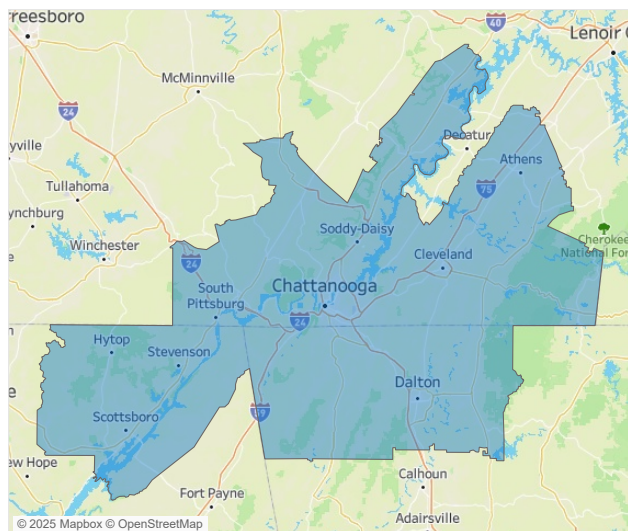 reesboro
40
Lenoir C
McMinnville
24
Decatur
yville
Athens
75
Tullahoma
ynchburg
Soddy-Daisy
Cherokee
National Fore
Winchester
24
Cleveland
e
South
Pittsburg
Chattanooga
24
Hytop
Stevenson
Dalton
e
59
Scottsboro
ew Hope
Calhoun
Fort Payne
Adairsville
© 2025 Mapbox © OpenStreetMap